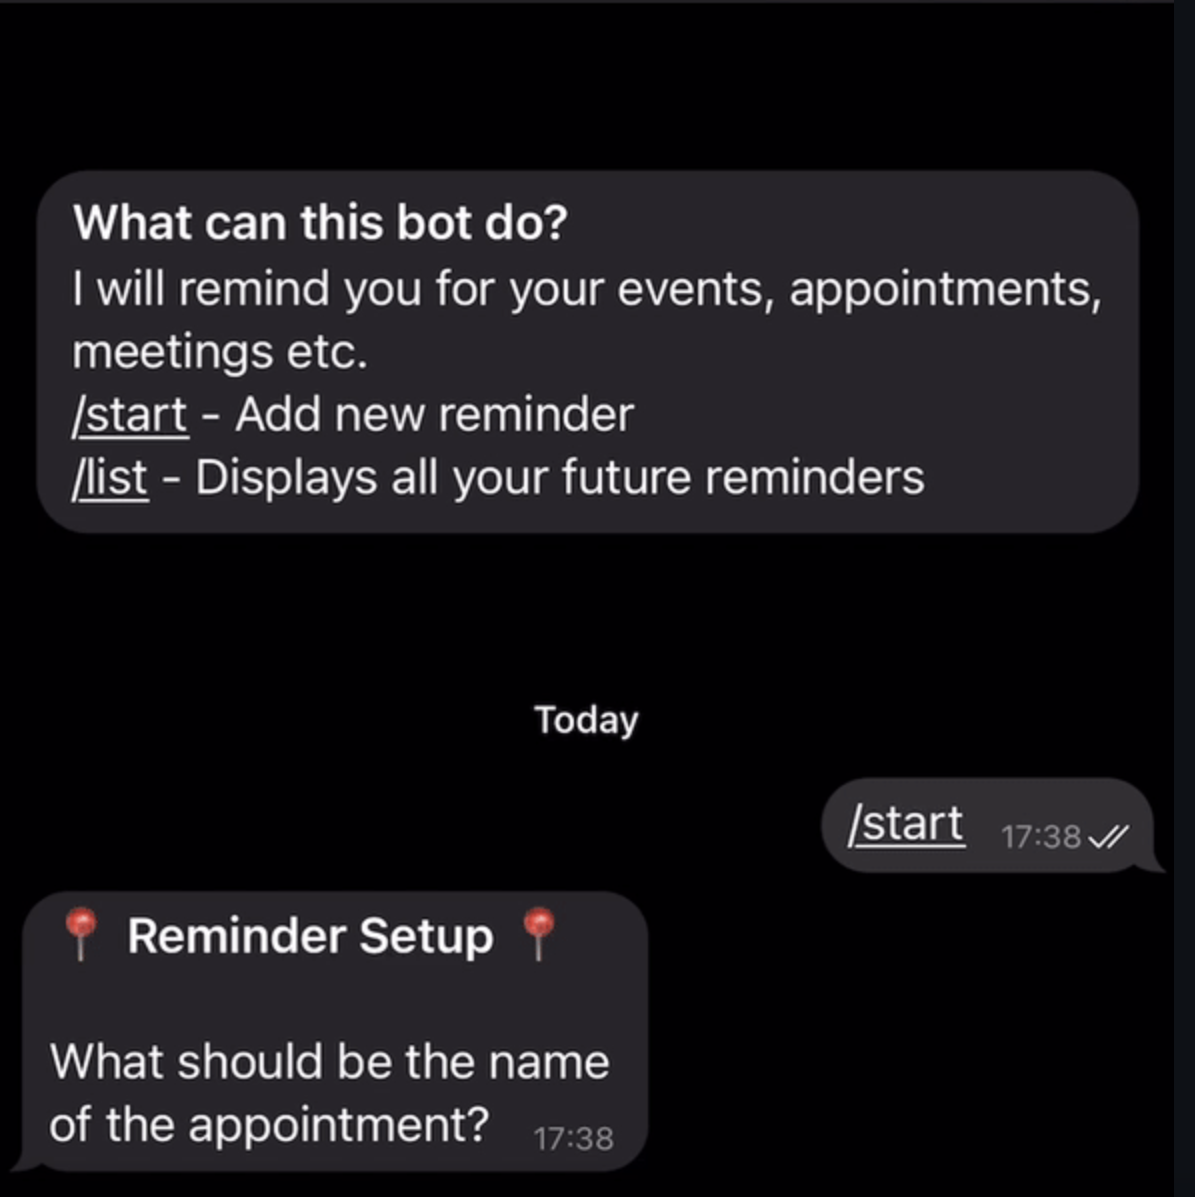 What can this bot do?
I will remind you for your events, appointments,
meetings etc.
/start - Add new reminder
/list - Displays all your future reminders
Today
/start 17:38
📍 Reminder Setup 📍
What should be the name
of the appointment? 17:38